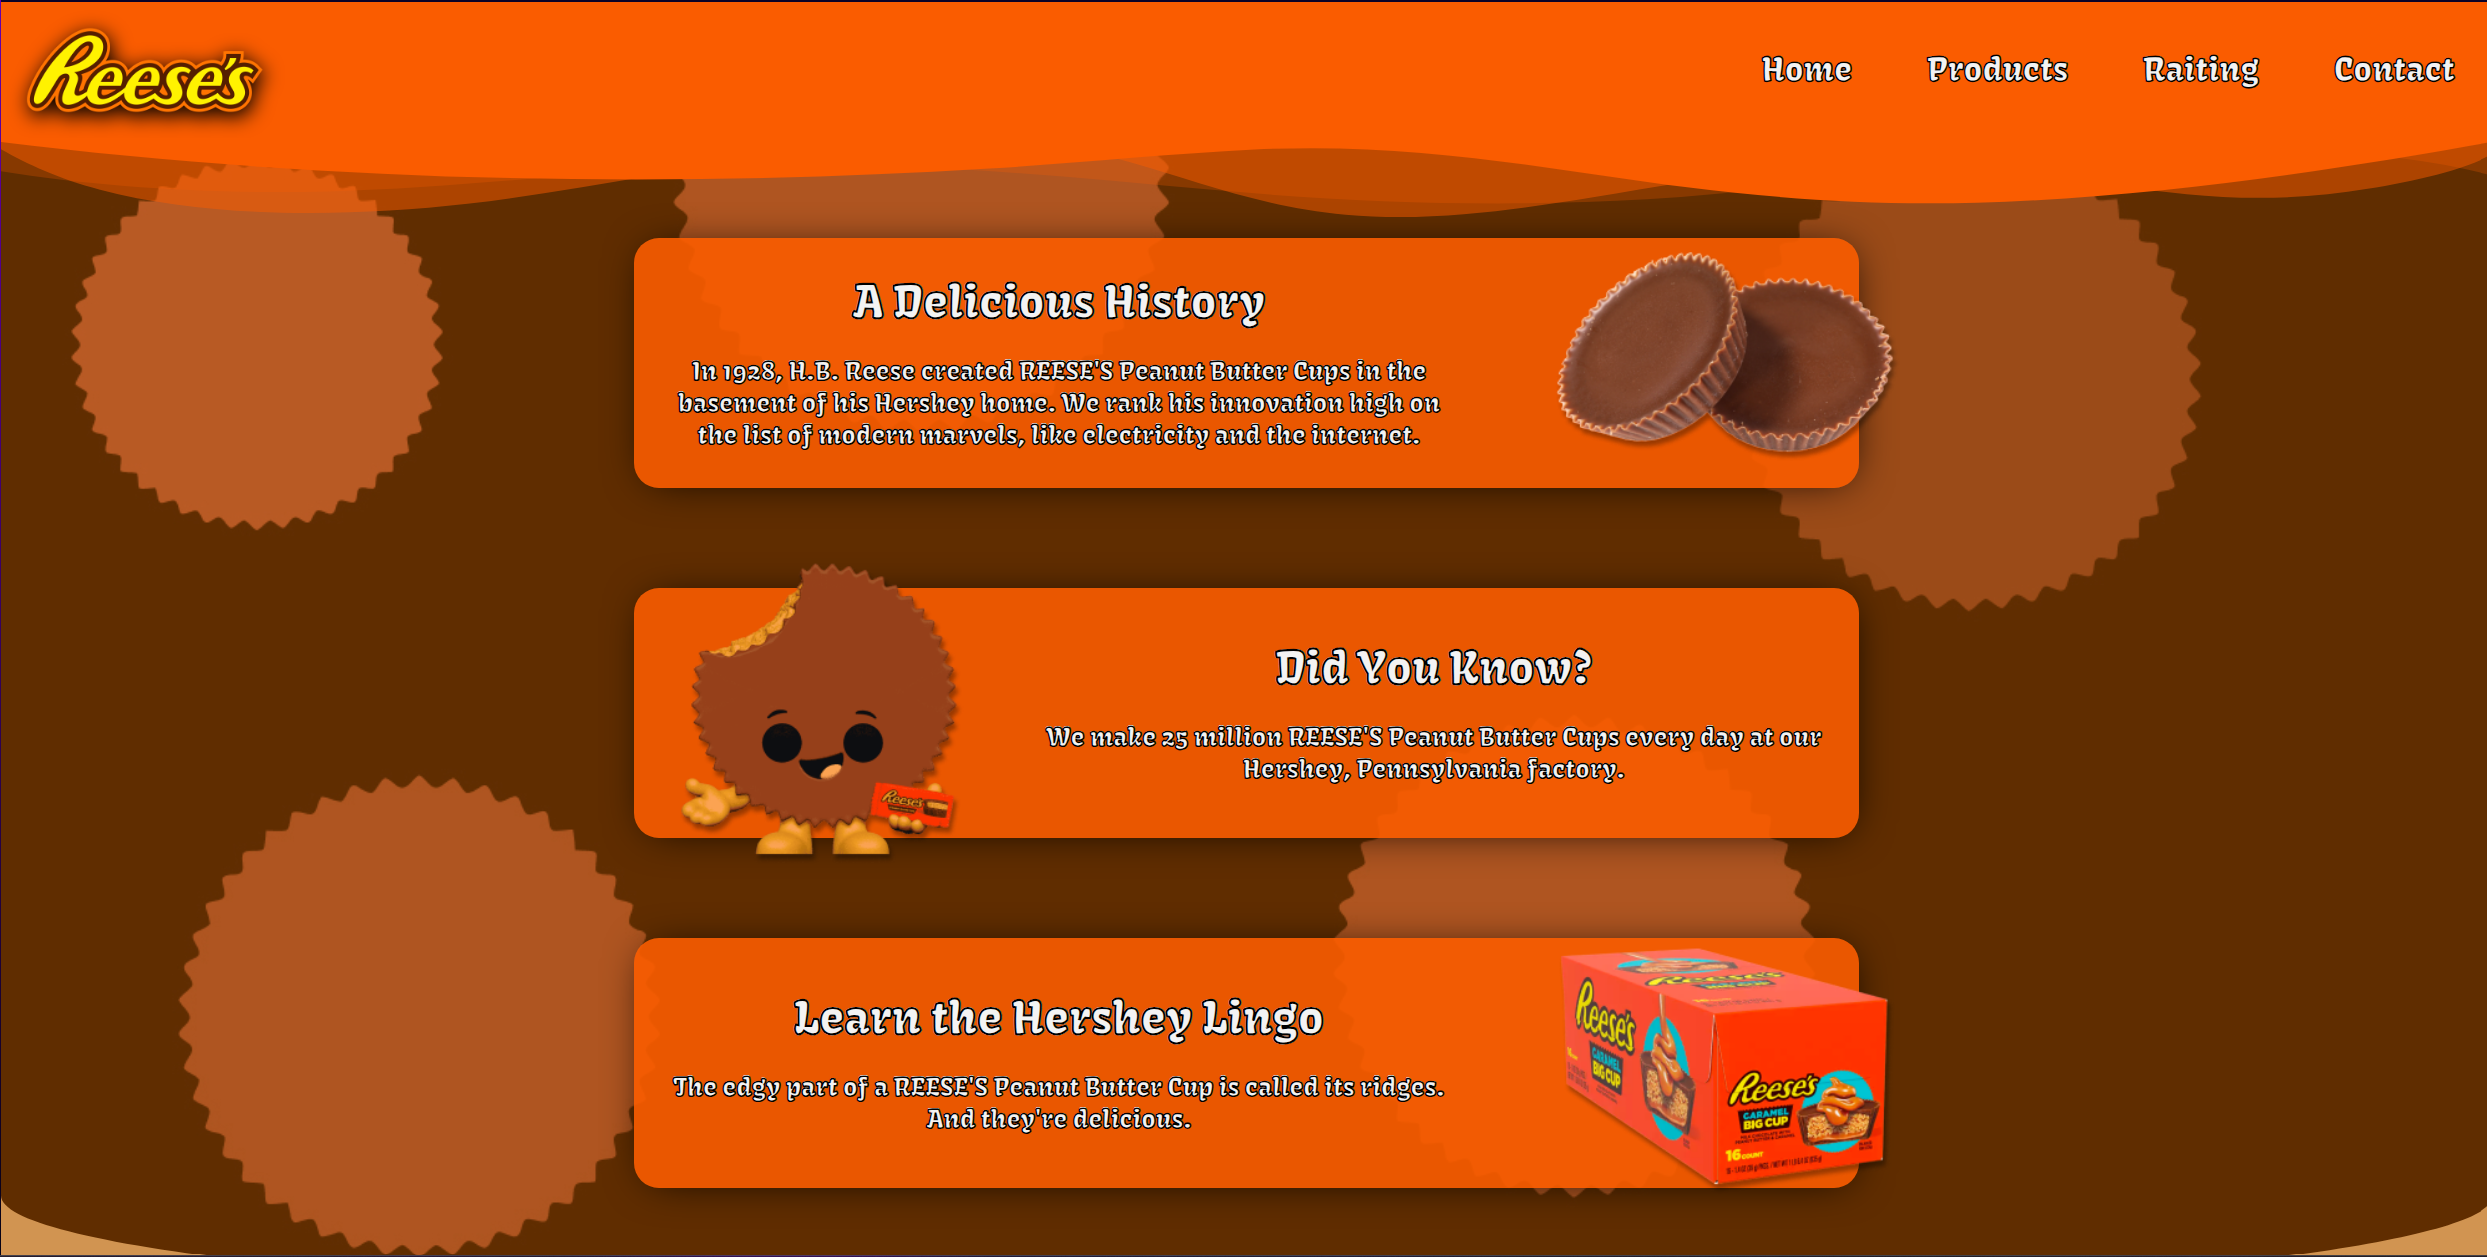 Reese's
Home Products Raiting Contact
A Delicious History
In 1928, H.B. Reese created REESE'S Peanut Butter Cups in the
basement of his Hershey home. We rank his innovation high on
the list of modern marvels, like electricity and the internet.
Did You Know?
We make 25 million REESE'S Peanut Butter Cups every day at our
Hershey, Pennsylvania factory.
Reese's
Learn the Hershey Lingo
The edgy part of a REESE'S Peanut Butter Cup is called its ridges.
And they're delicious.
Reese's
Reese's
CARAMEL
BIG CUP
Reese's
CARAMEL
BIG CUP
16 COUNT